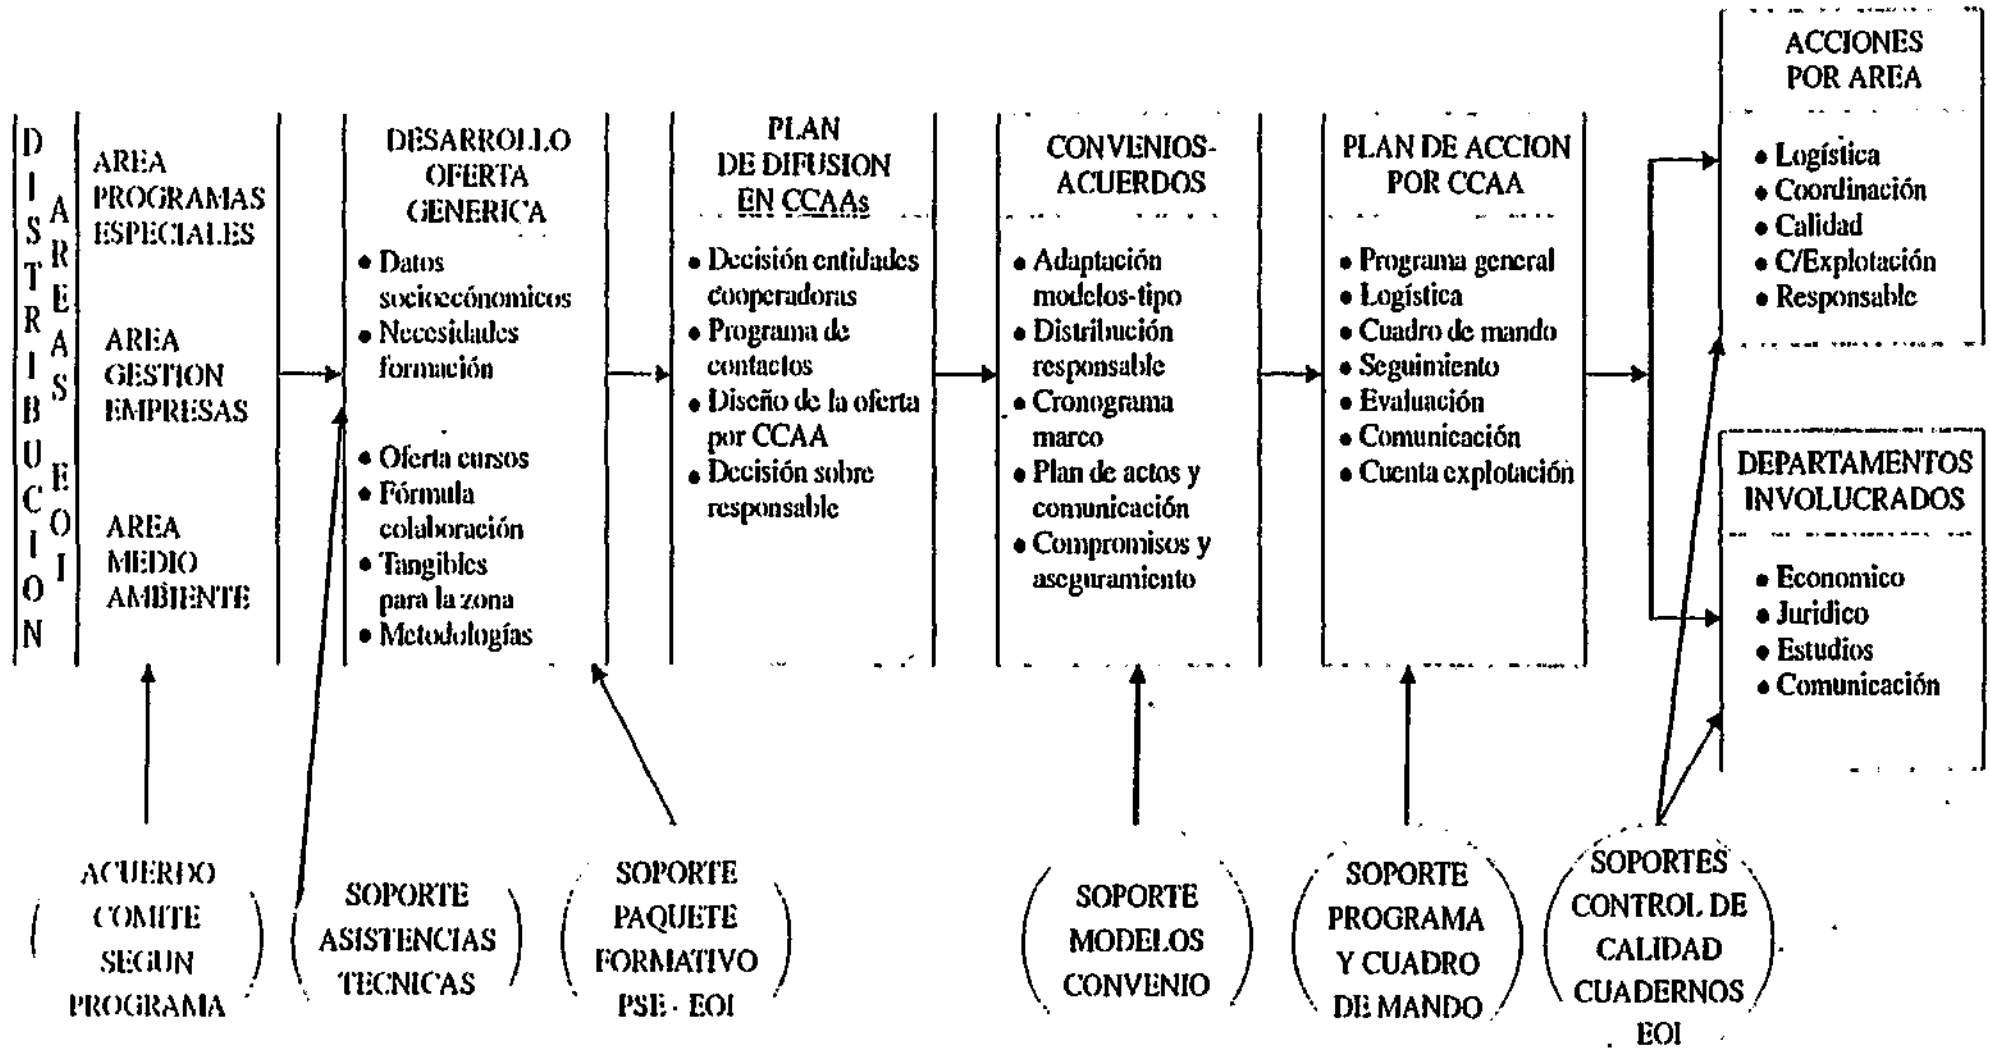 DISTRIBUCION
AREAS EOI
AREA
PROGRAMAS
ESPECIALES
AREA
GESTION
EMPRESAS
AREA
MEDIO
AMBIENTE
DESARROLLO
OFERTA
GENERICA
• Datos
socioecónomicos
• Necesidades
formación
• Oferta cursos
• Fórmula
colaboración
• Tangibles
para la zona
• Metodologías
PLAN
DE DIFUSION
EN CCAAs
• Decisión entidades
cooperadoras
• Programa de
contactos
• Diseño de la oferta
por CCAA
• Decisión sobre
responsable
CONVENIOS-
ACUERDOS
• Adaptación
modelos-tipo
• Distribución
responsable
• Cronograma
marco
• Plan de actos y
comunicación
• Compromisos y
aseguramiento
PLAN DE ACCION
POR CCAA
• Programa general
• Logística
• Cuadro de mando
• Seguimiento
• Evaluación
• Comunicación
• Cuenta explotación
ACCIONES
POR AREA
• Logística
• Coordinación
• Calidad
• C/Explotación
• Responsable
DEPARTAMENTOS
INVOLUCRADOS
• Economico
• Juridico
• Estudios
• Comunicación
ACUERDO
COMITE
SEGUN
PROGRAMA
SOPORTE
ASISTENCIAS
TECNICAS
SOPORTE
PAQUETE
FORMATIVO
PSE - EOI
SOPORTE
MODELOS
CONVENIO
SOPORTE
PROGRAMA
Y CUADRO
DE MANDO
SOPORTES
CONTROL DE
CALIDAD
CUADERNOS
EOI